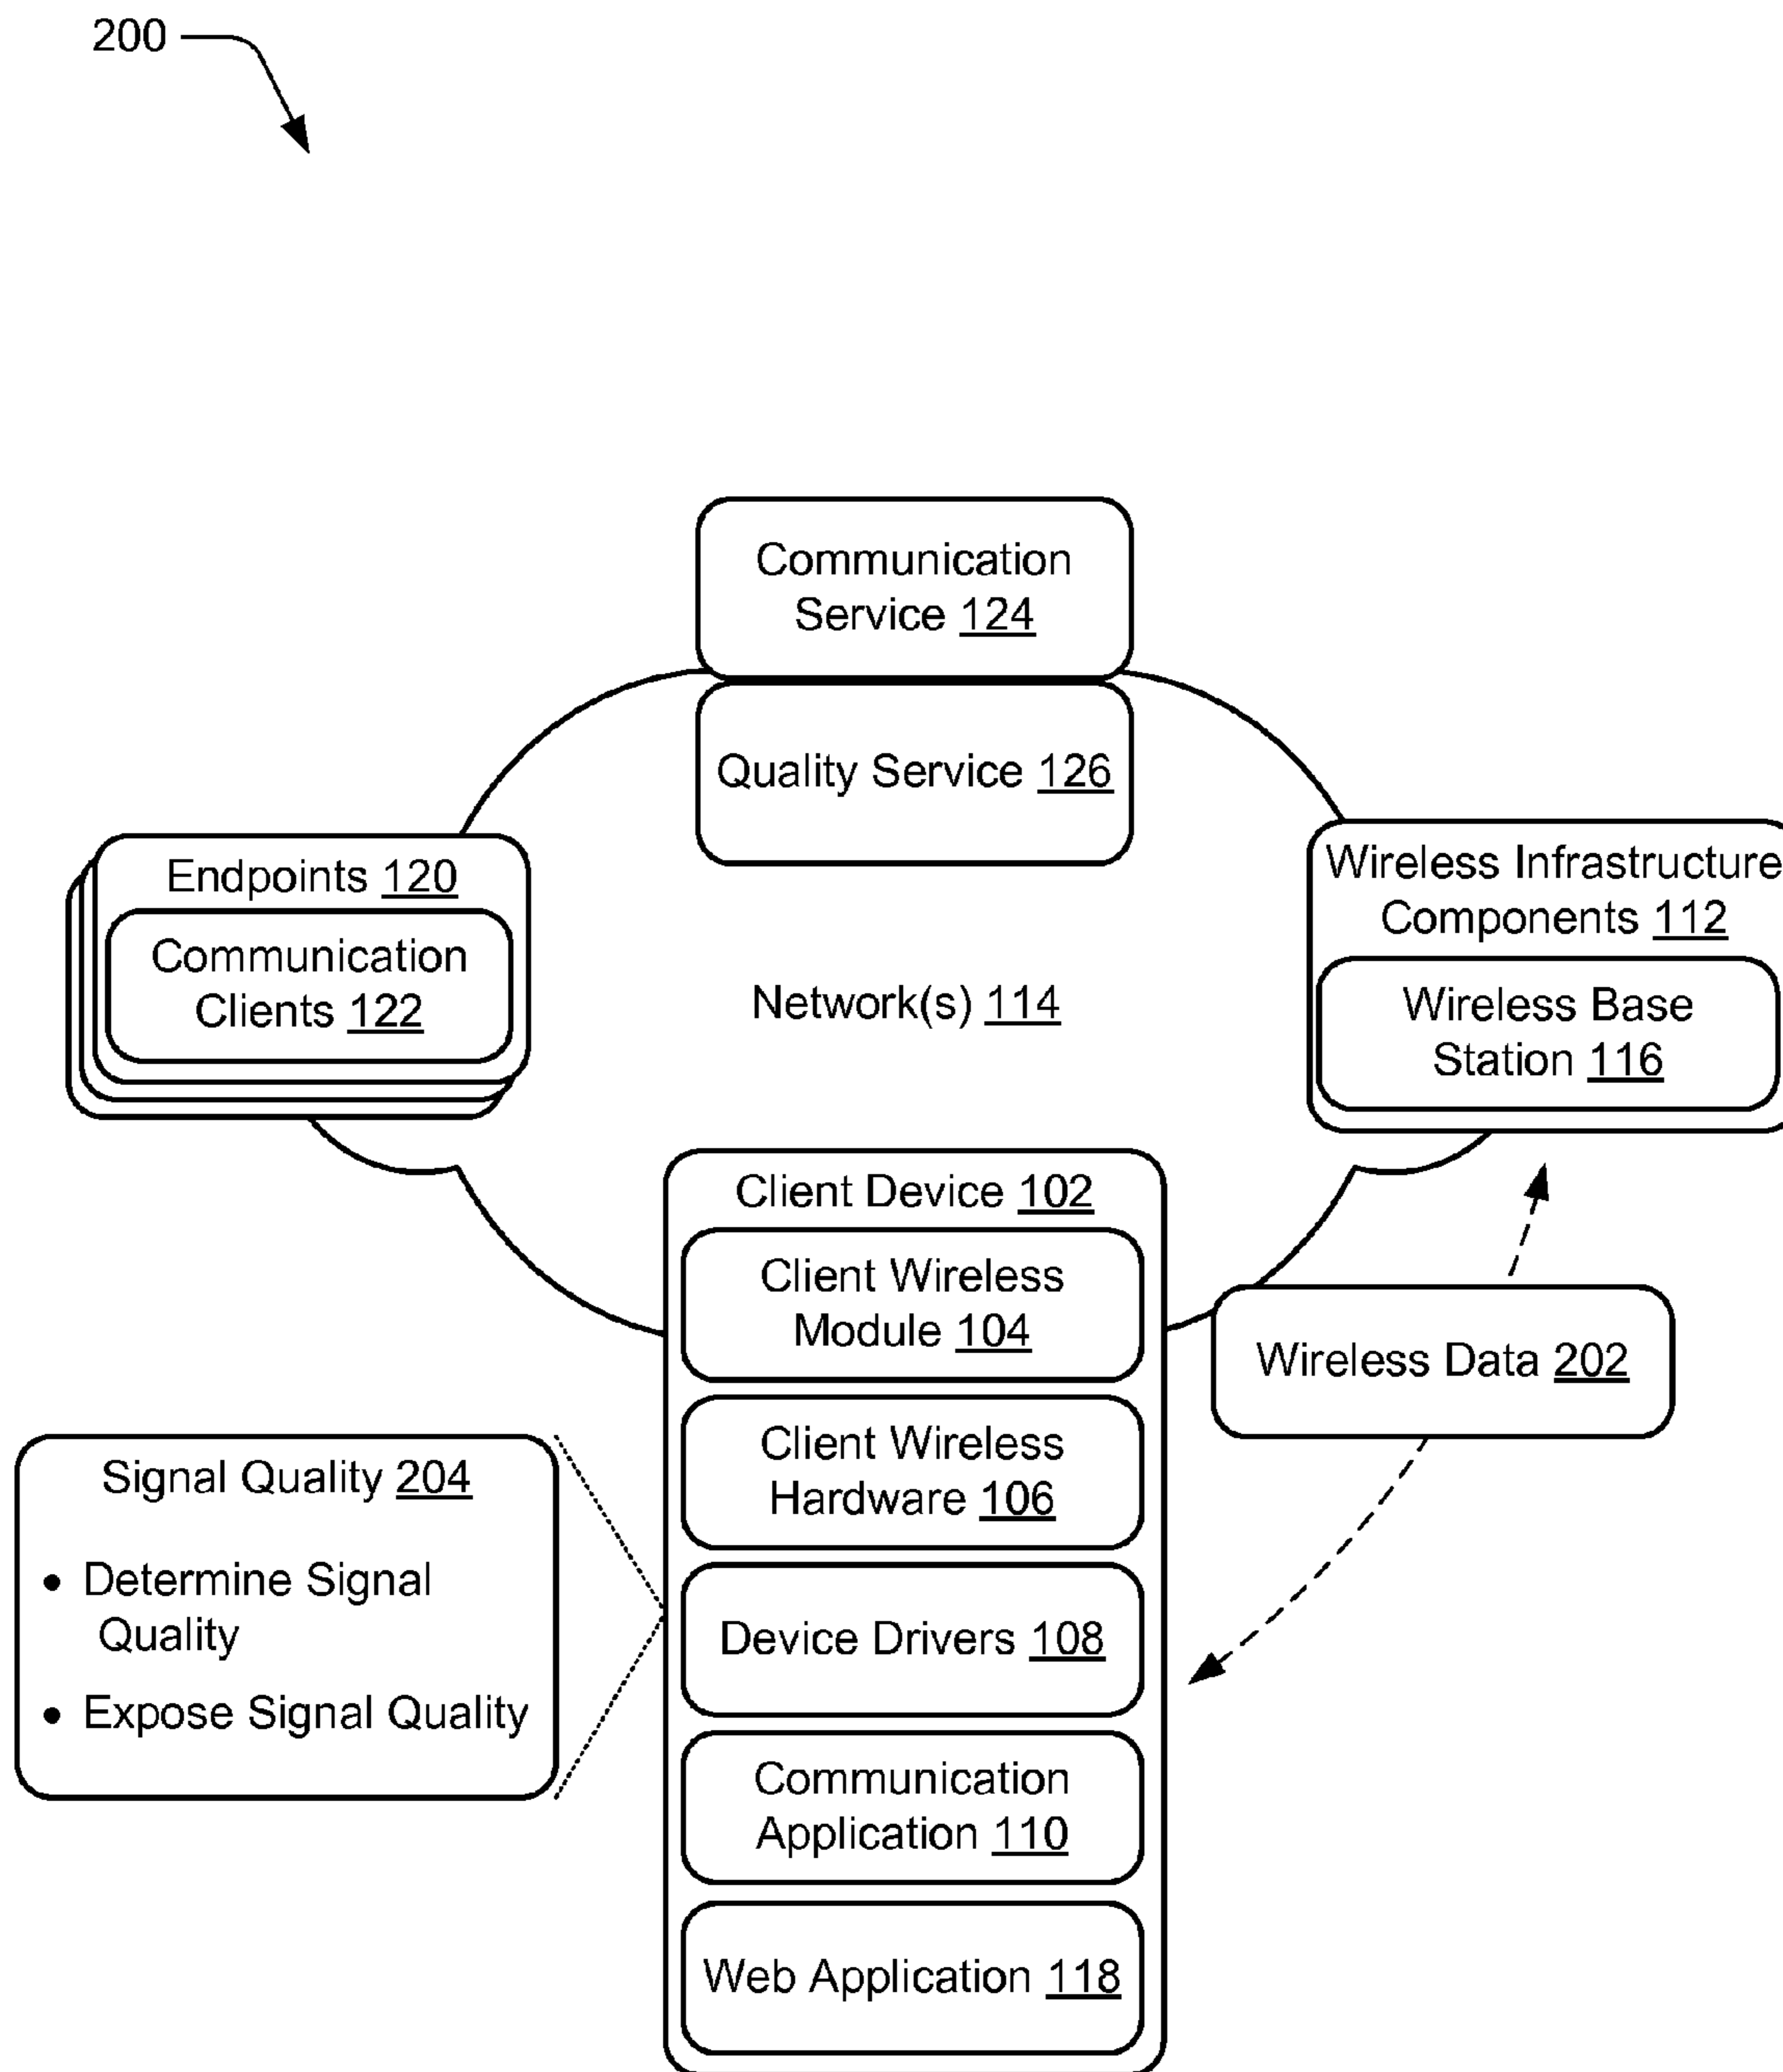 200
Communication
Service 124
Quality Service 126
Endpoints 120
Communication
Clients 122
Network(s) 114
Wireless Infrastructure
Components 112
Wireless Base
Station 116
Client Device 102
Client Wireless
Module 104
Wireless Data 202
Client Wireless
Hardware 106
Signal Quality 204
• Determine Signal
Quality
• Expose Signal Quality
Device Drivers 108
Communication
Application 110
Web Application 118